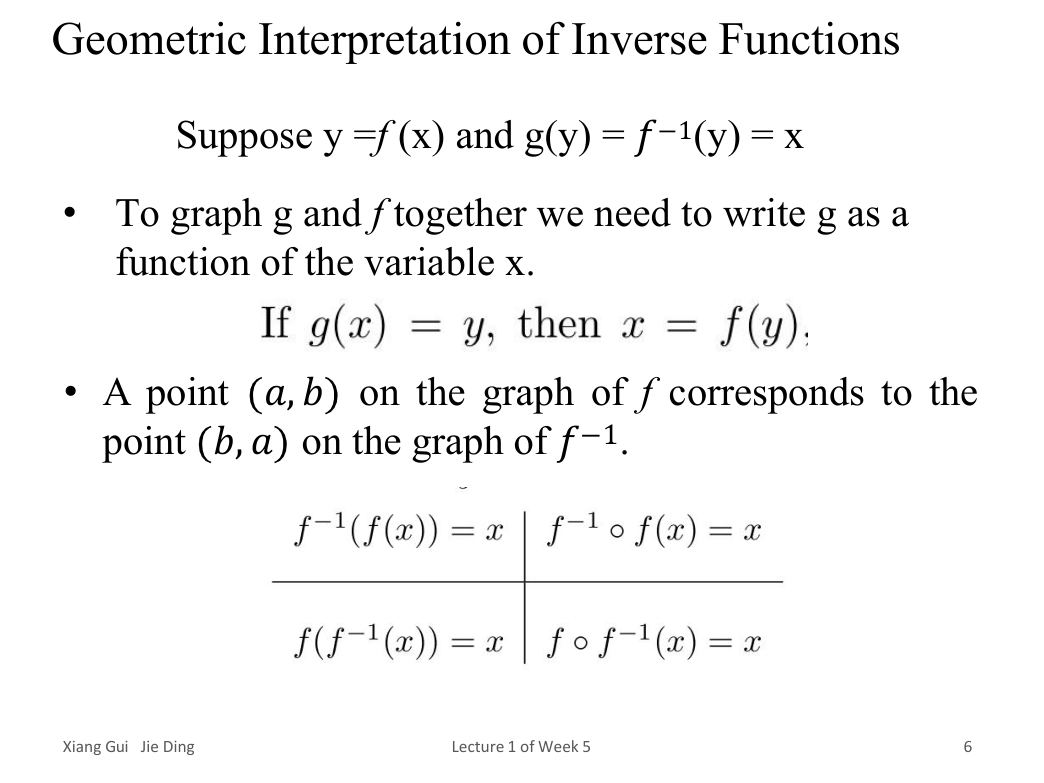 Geometric Interpretation of Inverse Functions
Suppose y =f (x) and g(y) = f⁻¹(y) = x
• To graph g and f together we need to write g as a
function of the variable x.
If g(x) = y, then x = f(y),
• A point (a, b) on the graph of f corresponds to the
point (b, a) on the graph of f⁻¹.
f⁻¹(f(x)) = x | f⁻¹ ∘ f(x) = x
f(f⁻¹(x)) = x | f ∘ f⁻¹(x) = x
Xiang Gui Jie Ding Lecture 1 of Week 5 6